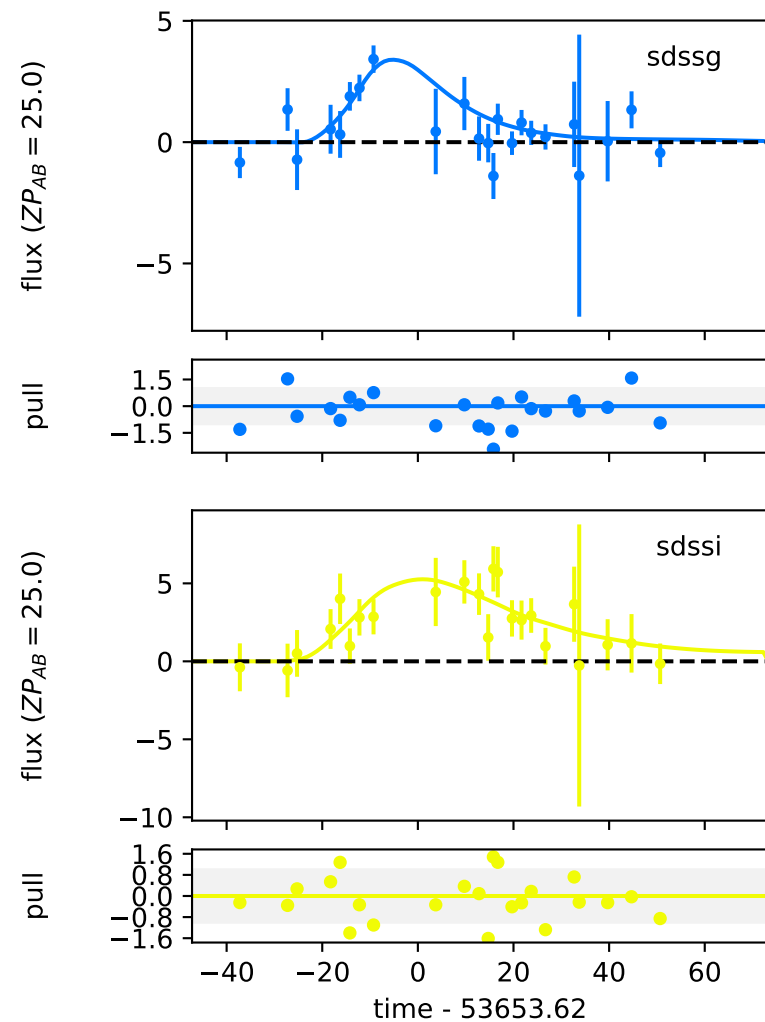 5
0
−5
flux (ZP_AB = 25.0)
sdssg
1.5
0.0
−1.5
pull
5
0
−5
−10
flux (ZP_AB = 25.0)
sdssi
1.6
0.8
0.0
−0.8
−1.6
pull
−40 −20 0 20 40 60
time - 53653.62